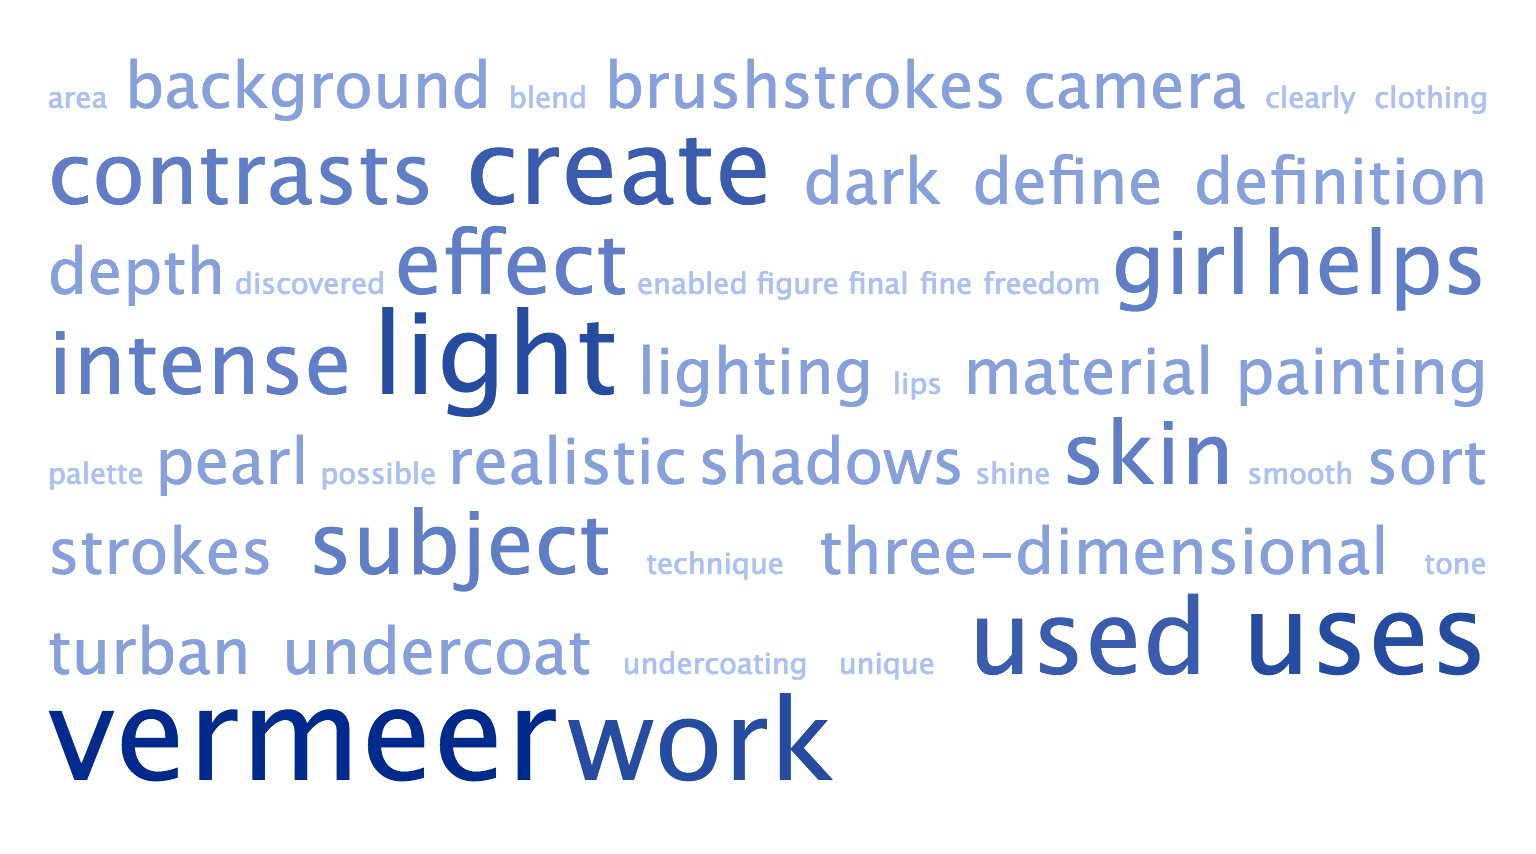 area background blend brushstrokes camera clearly clothing
contrasts create dark define definition
depth discovered effect enabled figure final fine freedom girl helps
intense light lighting lips material painting
palette pearl possible realistic shadows shine skin smooth sort
strokes subject technique three-dimensional tone
turban undercoat undercoating unique used uses
vermeer work